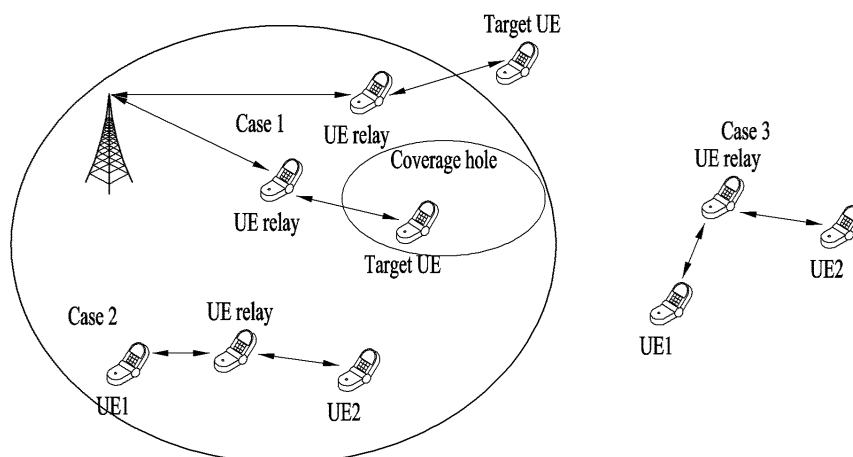 Target UE
Case 1
UE relay
Coverage hole
UE relay
Target UE
Case 2
UE relay
UE1
UE2
Case 3
UE relay
UE2
UE1